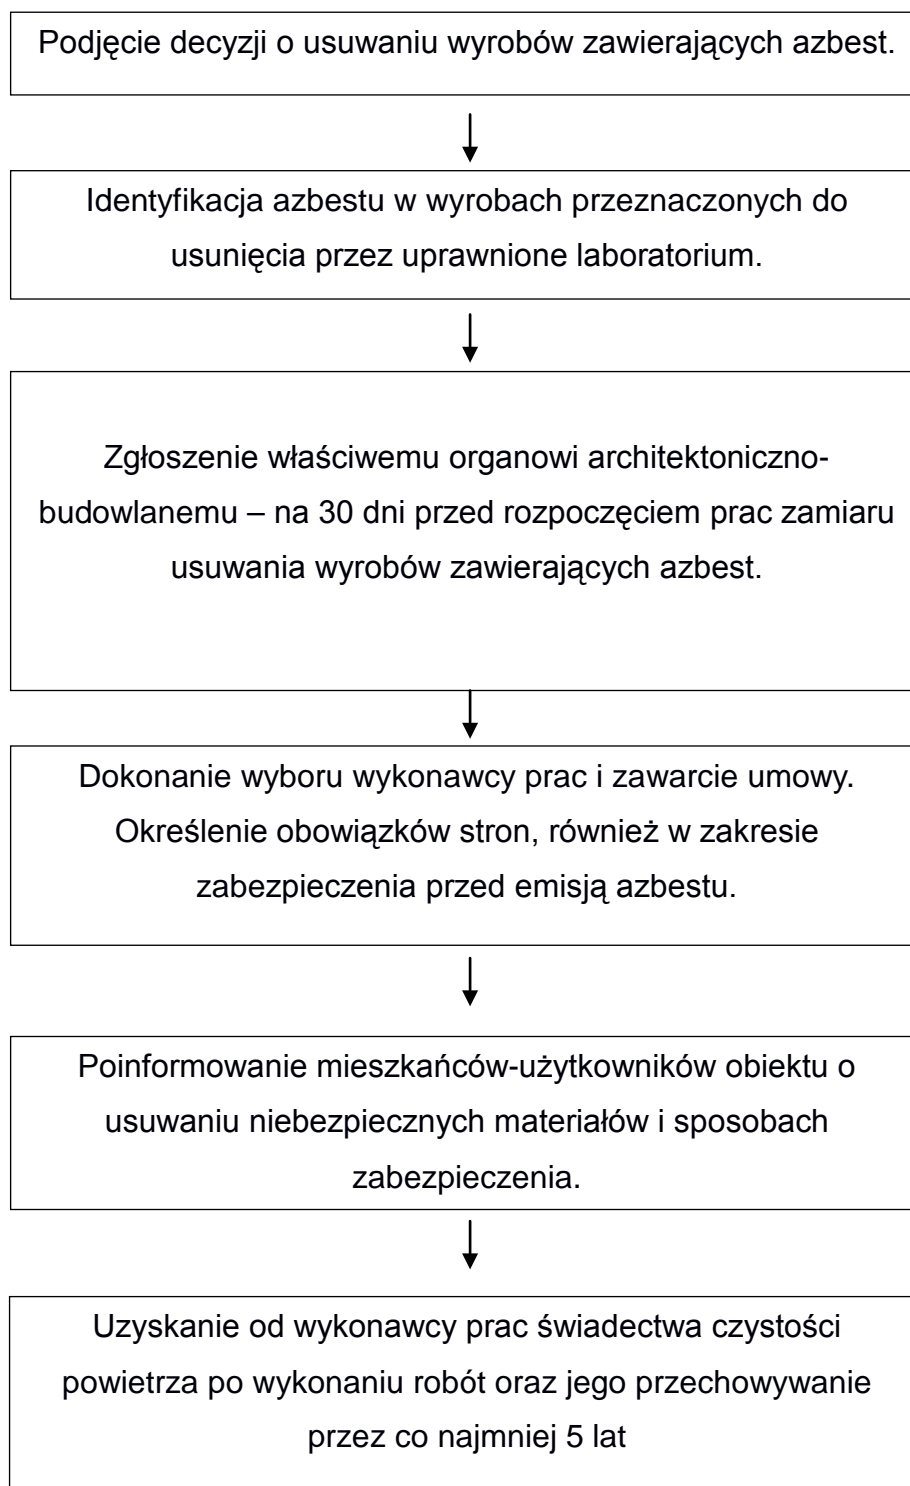 Podjęcie decyzji o usuwaniu wyrobów zawierających azbest.
Identyfikacja azbestu w wyrobach przeznaczonych do
usunięcia przez uprawnione laboratorium.
Zgłoszenie właściwemu organowi architektoniczno-
budowlanemu – na 30 dni przed rozpoczęciem prac zamiaru
usuwania wyrobów zawierających azbest.
Dokonanie wyboru wykonawcy prac i zawarcie umowy.
Określenie obowiązków stron, również w zakresie
zabezpieczenia przed emisją azbestu.
Poinformowanie mieszkańców-użytkowników obiektu o
usuwaniu niebezpiecznych materiałów i sposobach
zabezpieczenia.
Uzyskanie od wykonawcy prac świadectwa czystości
powietrza po wykonaniu robót oraz jego przechowywanie
przez co najmniej 5 lat